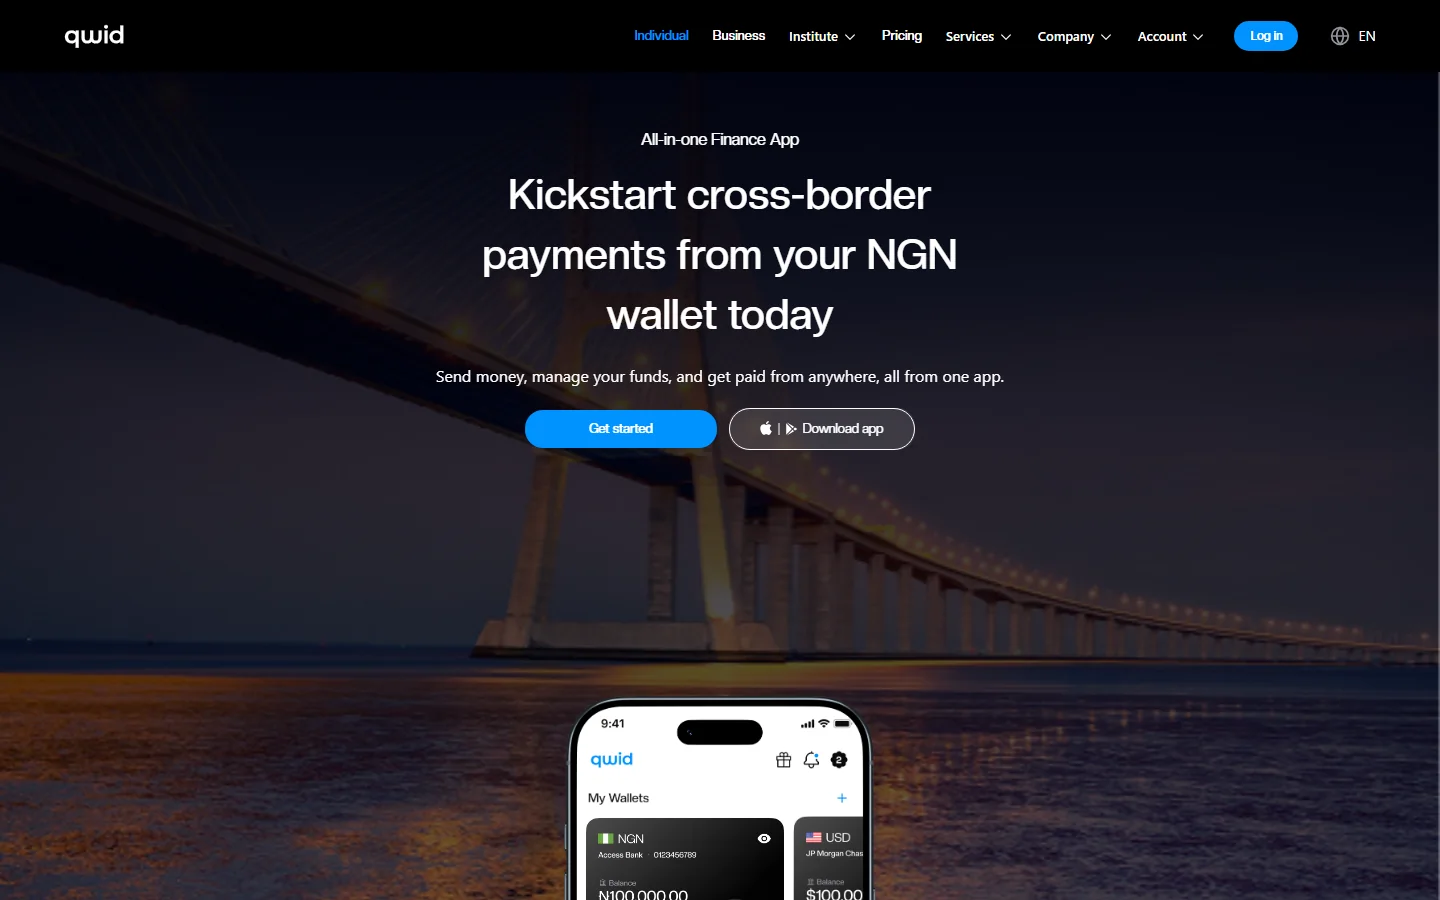 qwid
Individual
Business
Institute
Pricing
Services
Company
Account
Log in
EN
All-in-one Finance App
Kickstart cross-border
payments from your NGN
wallet today
Send money, manage your funds, and get paid from anywhere, all from one app.
Get started
| Download app
9:41
qwid
2
My Wallets
+
NGN
Access Bank · 0123456789
Balance
₦100,000.00
USD
JP Morgan Chas
Balance
$100.00